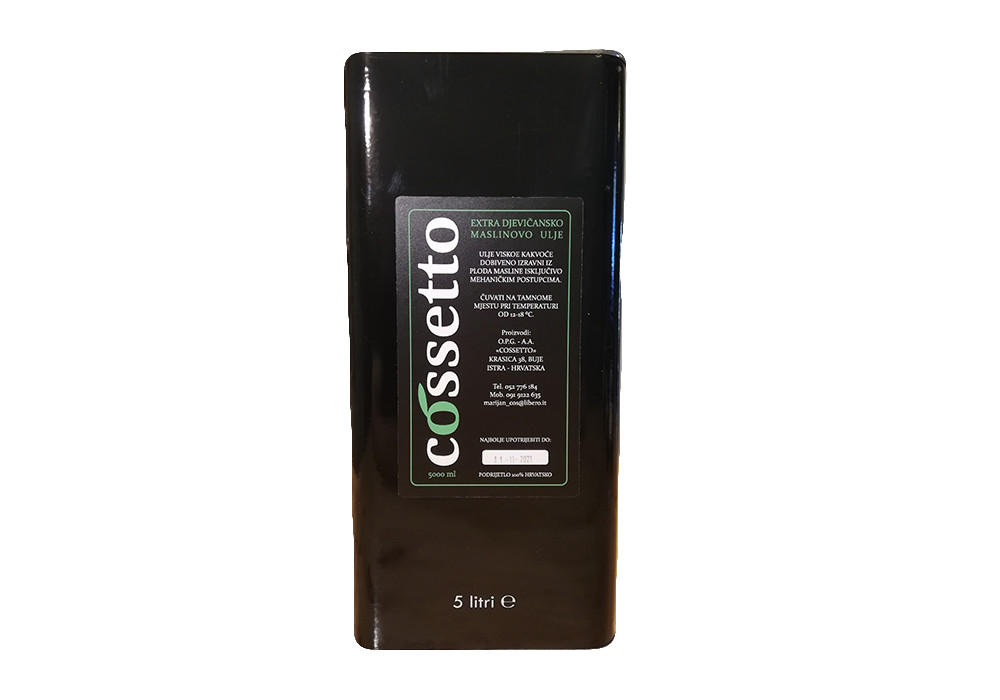 cossetto
5000 ml
EXTRA DJEVIČANSKO
MASLINOVO ULJE
ULJE VISKOE KAKVOĆE
DOBIVENO IZRAVNI IZ
PLODA MASLINE ISKLJUČIVO
MEHANIČKIM POSTUPCIMA.
ČUVATI NA TAMNOME
MJESTU PRI TEMPERATURI
OD 12-18 °C.
Proizvodi:
O.P.G. - A.A.
«COSSETTO»
KRASICA 38, BUJE
ISTRA - HRVATSKA
Tel. 052 776 184
Mob. 091 9122 635
marijan_cos@libero.it
NAJBOLJE UPOTRIJEBITI DO:
2021
PODRIJETLO 100% HRVATSKO
5 litri ℮